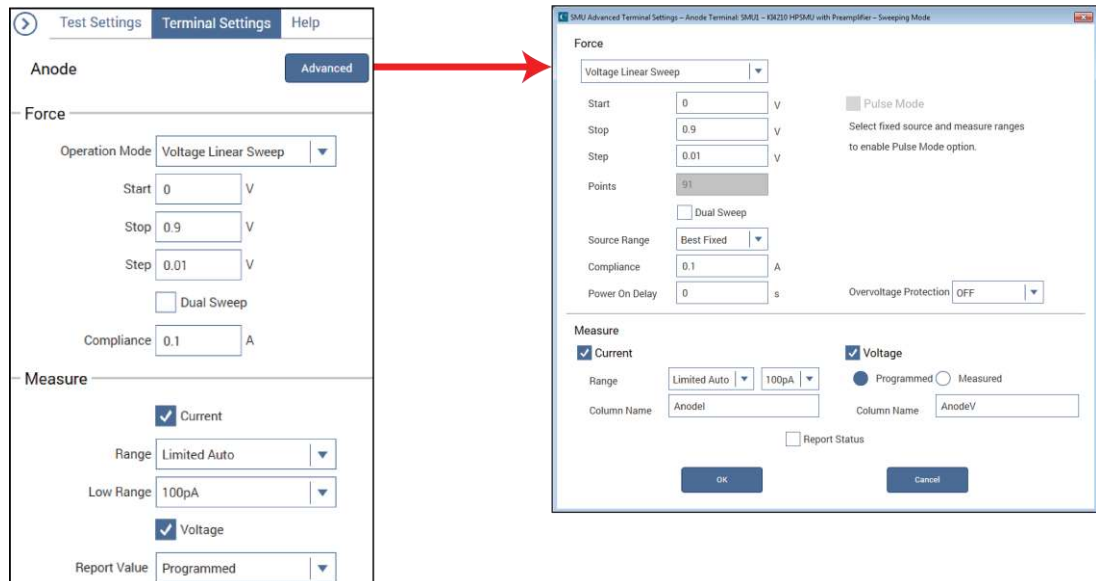 Test Settings Terminal Settings Help
Anode Advanced
Force
Operation Mode Voltage Linear Sweep
Start 0 V
Stop 0.9 V
Step 0.01 V
Dual Sweep
Compliance 0.1 A
Measure
Current
Range Limited Auto
Low Range 100pA
Voltage
Report Value Programmed
SMU Advanced Terminal Settings – Anode Terminal: SMU1 – KI4210 HPSMU with Preamplifier – Sweeping Mode
Force
Voltage Linear Sweep
Start 0 V
Pulse Mode
Stop 0.9 V
Select fixed source and measure ranges
to enable Pulse Mode option.
Step 0.01 V
Points 91
Dual Sweep
Source Range Best Fixed
Compliance 0.1 A
Power On Delay 0 s
Overvoltage Protection OFF
Measure
Current
Voltage
Range Limited Auto 100pA
Programmed Measured
Column Name AnodeI
Column Name AnodeV
Report Status
OK Cancel